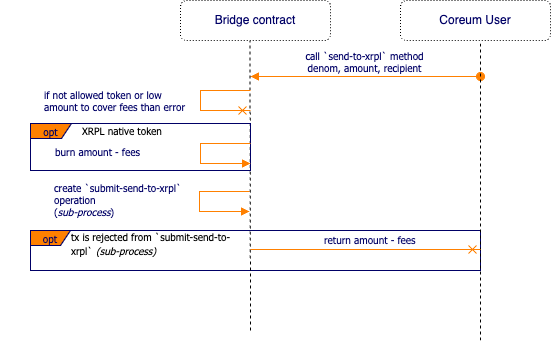 Bridge contract
Coreum User
call `send-to-xrpl` method
denom, amount, recipient
if not allowed token or low
amount to cover fees than error
opt
XRPL native token
burn amount - fees
create `submit-send-to-xrpl`
operation
(sub-process)
opt
tx is rejected from `submit-send-to-
xrpl` (sub-process)
return amount - fees